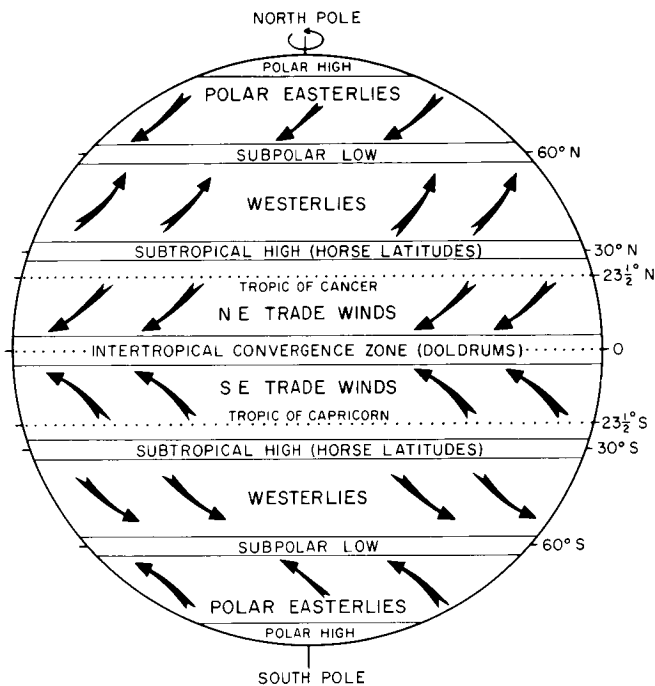 NORTH POLE
POLAR HIGH
POLAR EASTERLIES
SUBPOLAR LOW
60° N
WESTERLIES
SUBTROPICAL HIGH (HORSE LATITUDES)
30° N
23½° N
TROPIC OF CANCER
NE TRADE WINDS
INTERTROPICAL CONVERGENCE ZONE (DOLDRUMS)
0
SE TRADE WINDS
TROPIC OF CAPRICORN
23½° S
SUBTROPICAL HIGH (HORSE LATITUDES)
30° S
WESTERLIES
SUBPOLAR LOW
60° S
POLAR EASTERLIES
POLAR HIGH
SOUTH POLE